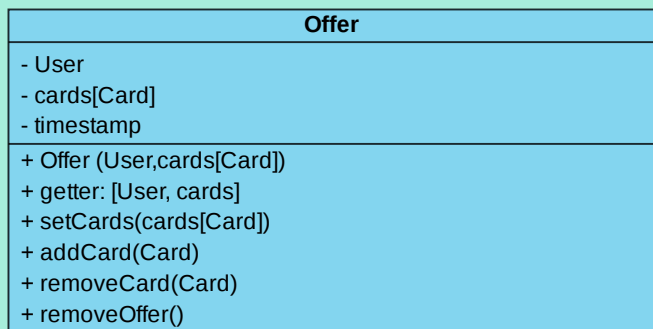 Offer
- User
- cards[Card]
- timestamp
+ Offer (User,cards[Card])
+ getter: [User, cards]
+ setCards(cards[Card])
+ addCard(Card)
+ removeCard(Card)
+ removeOffer()